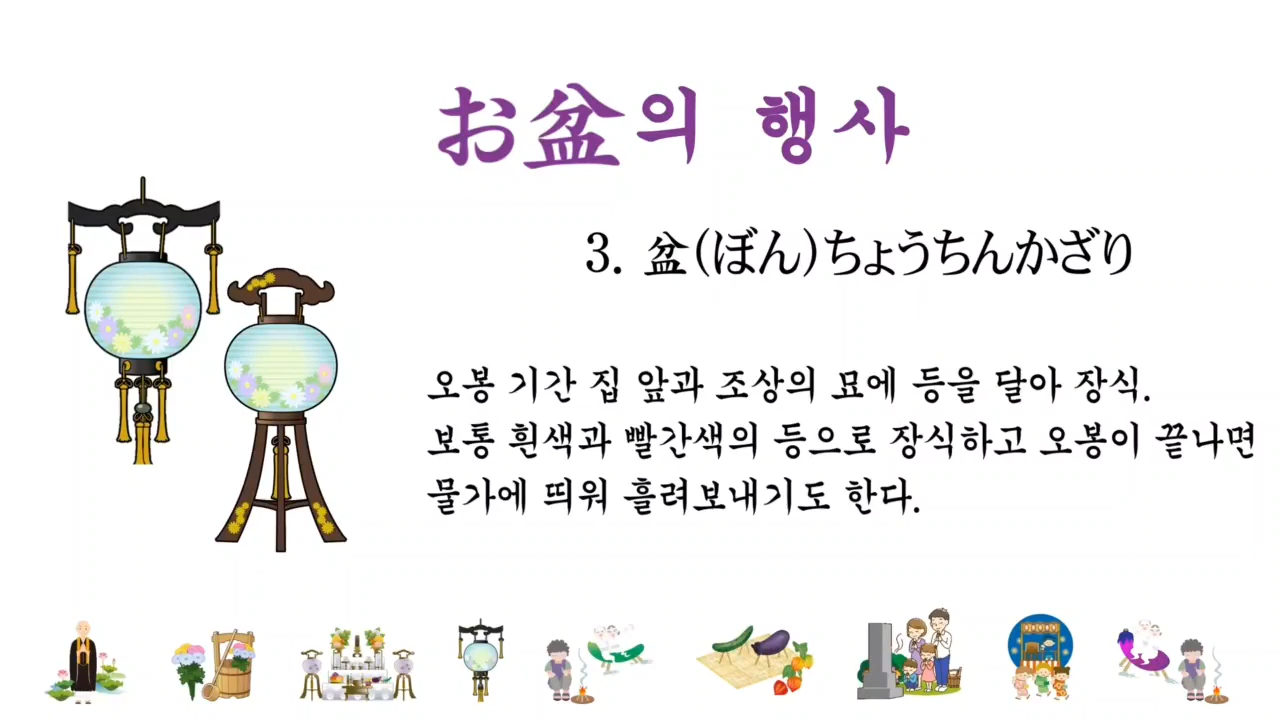 お盆의 행사
3. 盆(ぼん)ちょうちんかざり
오봉 기간 집 앞과 조상의 묘에 등을 달아 장식.
보통 흰색과 빨간색의 등으로 장식하고 오봉이 끝나면
물가에 띄워 흘려보내기도 한다.